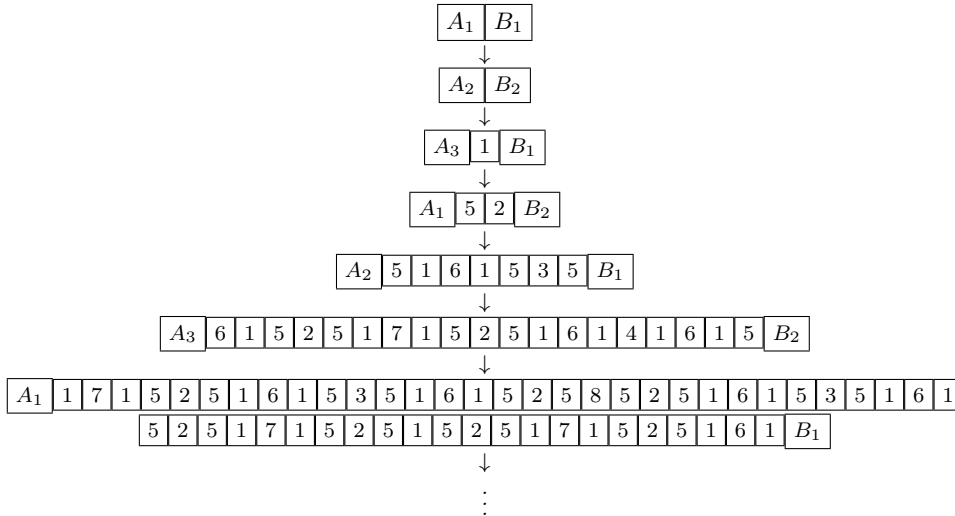 A₁ B₁
↓
A₂ B₂
↓
A₃ 1 B₁
↓
A₁ 5 2 B₂
↓
A₂ 5 1 6 1 5 3 5 B₁
↓
A₃ 6 1 5 2 5 1 7 1 5 2 5 1 6 1 4 1 6 1 5 B₂
↓
A₁ 1 7 1 5 2 5 1 6 1 5 3 5 1 6 1 5 2 5 8 5 2 5 1 6 1 5 3 5 1 6 1
5 2 5 1 7 1 5 2 5 1 5 2 5 1 7 1 5 2 5 1 6 1 B₁
↓
⋮